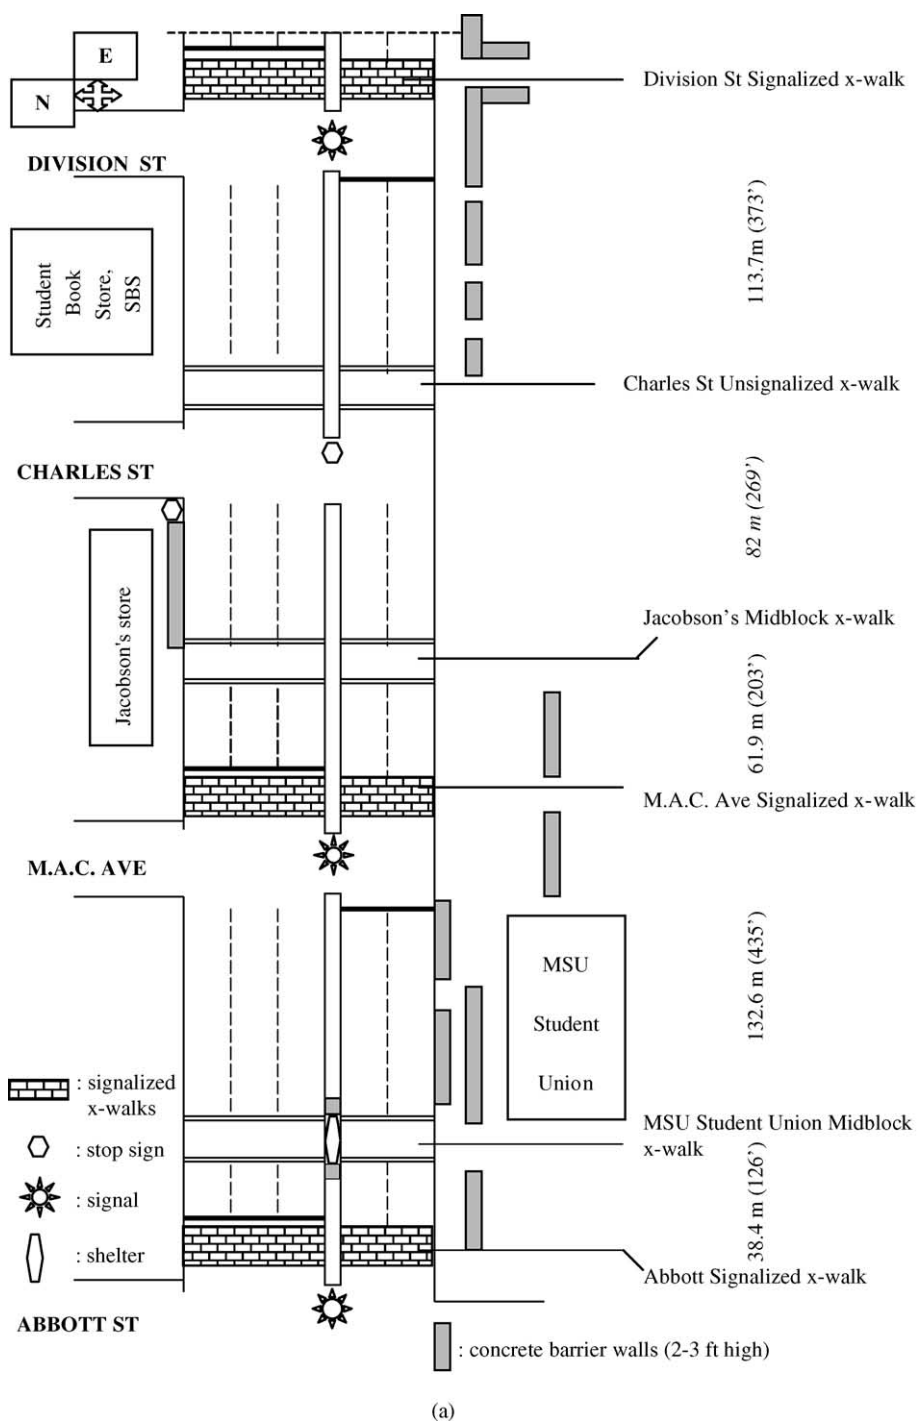 E
N
Division St Signalized x-walk
DIVISION ST
113.7m (373’)
Student
Book
Store,
SBS
Charles St Unsignalized x-walk
CHARLES ST
82 m (269’)
Jacobson’s Midblock x-walk
Jacobson's store
61.9 m (203’)
M.A.C. Ave Signalized x-walk
M.A.C. AVE
132.6 m (435’)
MSU
Student
Union
: signalized
x-walks
MSU Student Union Midblock
x-walk
: stop sign
38.4 m (126’)
: signal
: shelter
Abbott Signalized x-walk
ABBOTT ST
: concrete barrier walls (2-3 ft high)
(a)